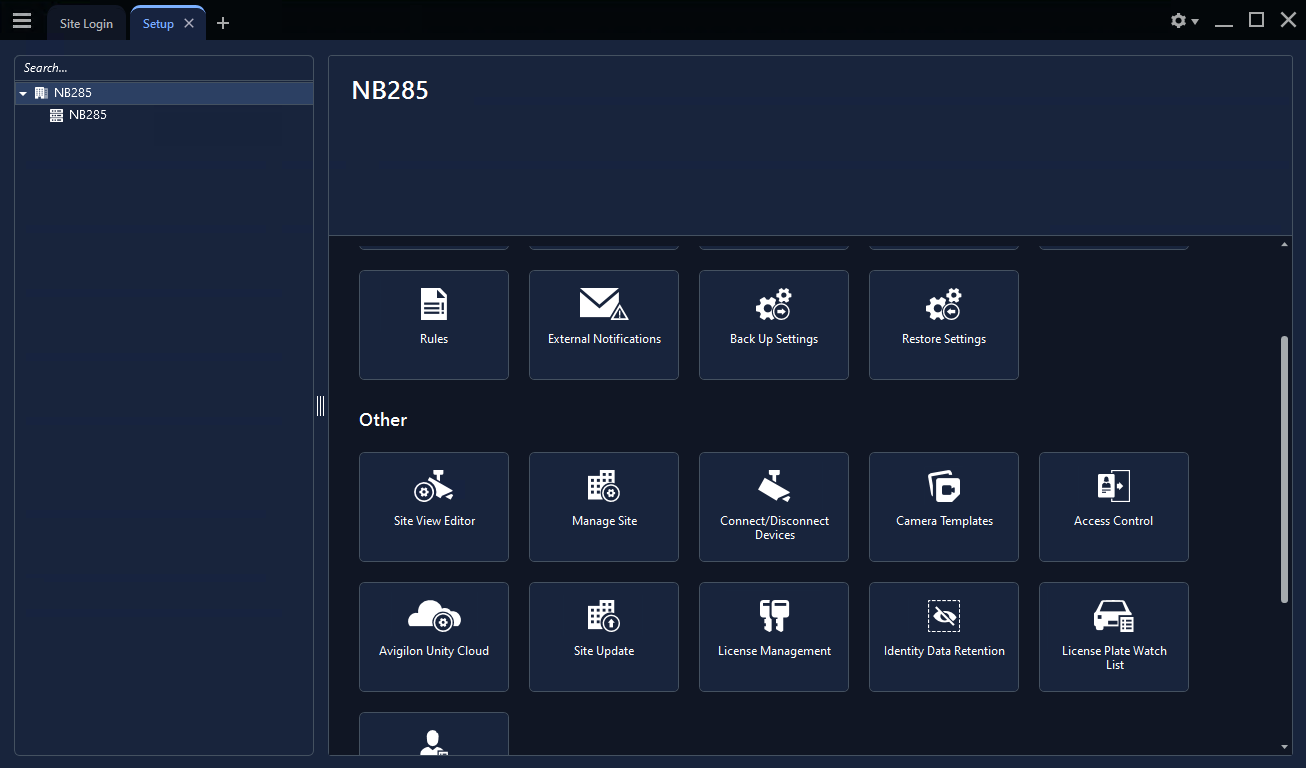 Site Login
Setup
Search...
NB285
NB285
NB285
Rules
External Notifications
Back Up Settings
Restore Settings
Other
Site View Editor
Manage Site
Connect/Disconnect
Devices
Camera Templates
Access Control
Avigilon Unity Cloud
Site Update
License Management
Identity Data Retention
License Plate Watch
List